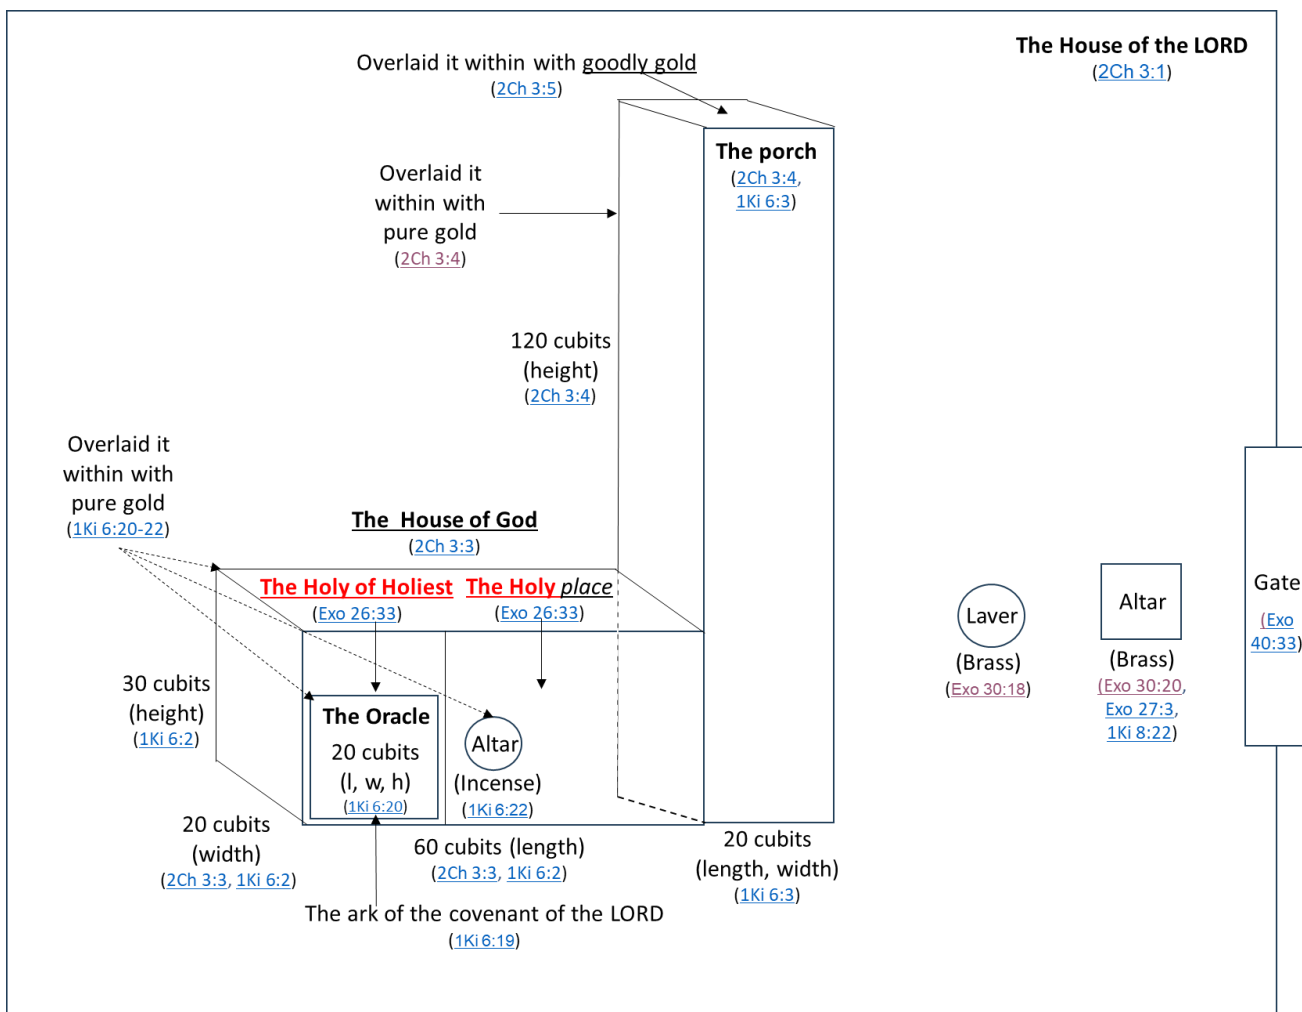 The House of the LORD
(2Ch 3:1)
Overlaid it within with goodly gold
(2Ch 3:5)
The porch
(2Ch 3:4,
1Ki 6:3)
Overlaid it
within with
pure gold
(2Ch 3:4)
120 cubits
(height)
(2Ch 3:4)
Overlaid it
within with
pure gold
(1Ki 6:20-22)
The House of God
(2Ch 3:3)
The Holy of Holiest
(Exo 26:33)
The Holy place
(Exo 26:33)
30 cubits
(height)
(1Ki 6:2)
The Oracle
20 cubits
(l, w, h)
(1Ki 6:20)
Altar
(Incense)
(1Ki 6:22)
20 cubits
(width)
(2Ch 3:3, 1Ki 6:2)
60 cubits (length)
(2Ch 3:3, 1Ki 6:2)
20 cubits
(length, width)
(1Ki 6:3)
The ark of the covenant of the LORD
(1Ki 6:19)
Laver
(Brass)
(Exo 30:18)
Altar
(Brass)
(Exo 30:20,
Exo 27:3,
1Ki 8:22)
Gate
(Exo
40:33)